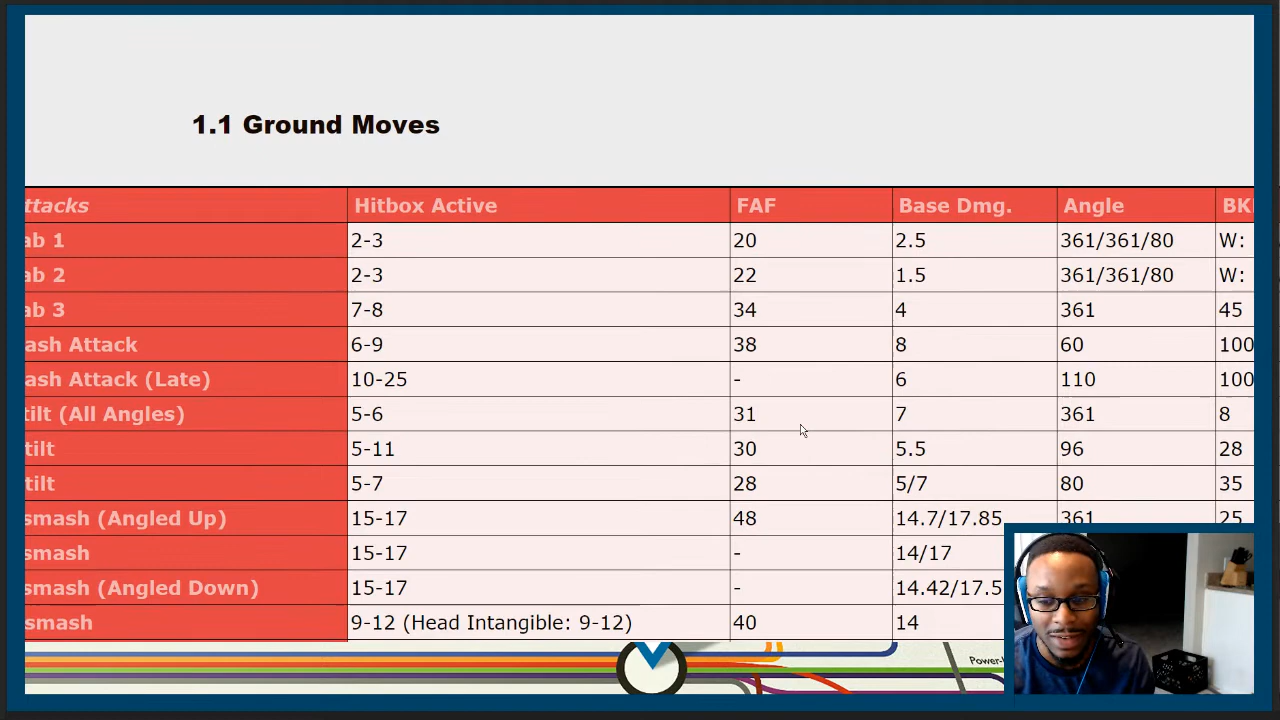 1.1 Ground Moves
ttacks Hitbox Active FAF Base Dmg. Angle BK
ab 1 2-3 20 2.5 361/361/80 W:
ab 2 2-3 22 1.5 361/361/80 W:
ab 3 7-8 34 4 361 45
ash Attack 6-9 38 8 60 100
ash Attack (Late) 10-25 - 6 110 100
tilt (All Angles) 5-6 31 7 361 8
tilt 5-11 30 5.5 96 28
tilt 5-7 28 5/7 80 35
smash (Angled Up) 15-17 48 14.7/17.85 361 25
smash 15-17 - 14/17
smash (Angled Down) 15-17 - 14.42/17.5
smash 9-12 (Head Intangible: 9-12) 40 14
Power-